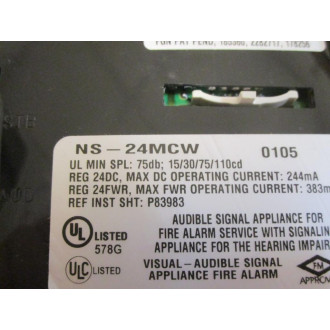 NS-24MCW 0105
UL MIN SPL: 75db; 15/30/75/110cd
REG 24DC, MAX DC OPERATING CURRENT: 244mA
REG 24FWR, MAX FWR OPERATING CURRENT: 383m
REF INST SHT: P83983
UL LISTED 578G
AUDIBLE SIGNAL APPLIANCE FOR
FIRE ALARM SERVICE WITH SIGNALIN
APPLIANCE FOR THE HEARING IMPAIR
ULC LISTED
VISUAL-AUDIBLE SIGNAL
APPLIANCE FIRE ALARM
FM
APPROV